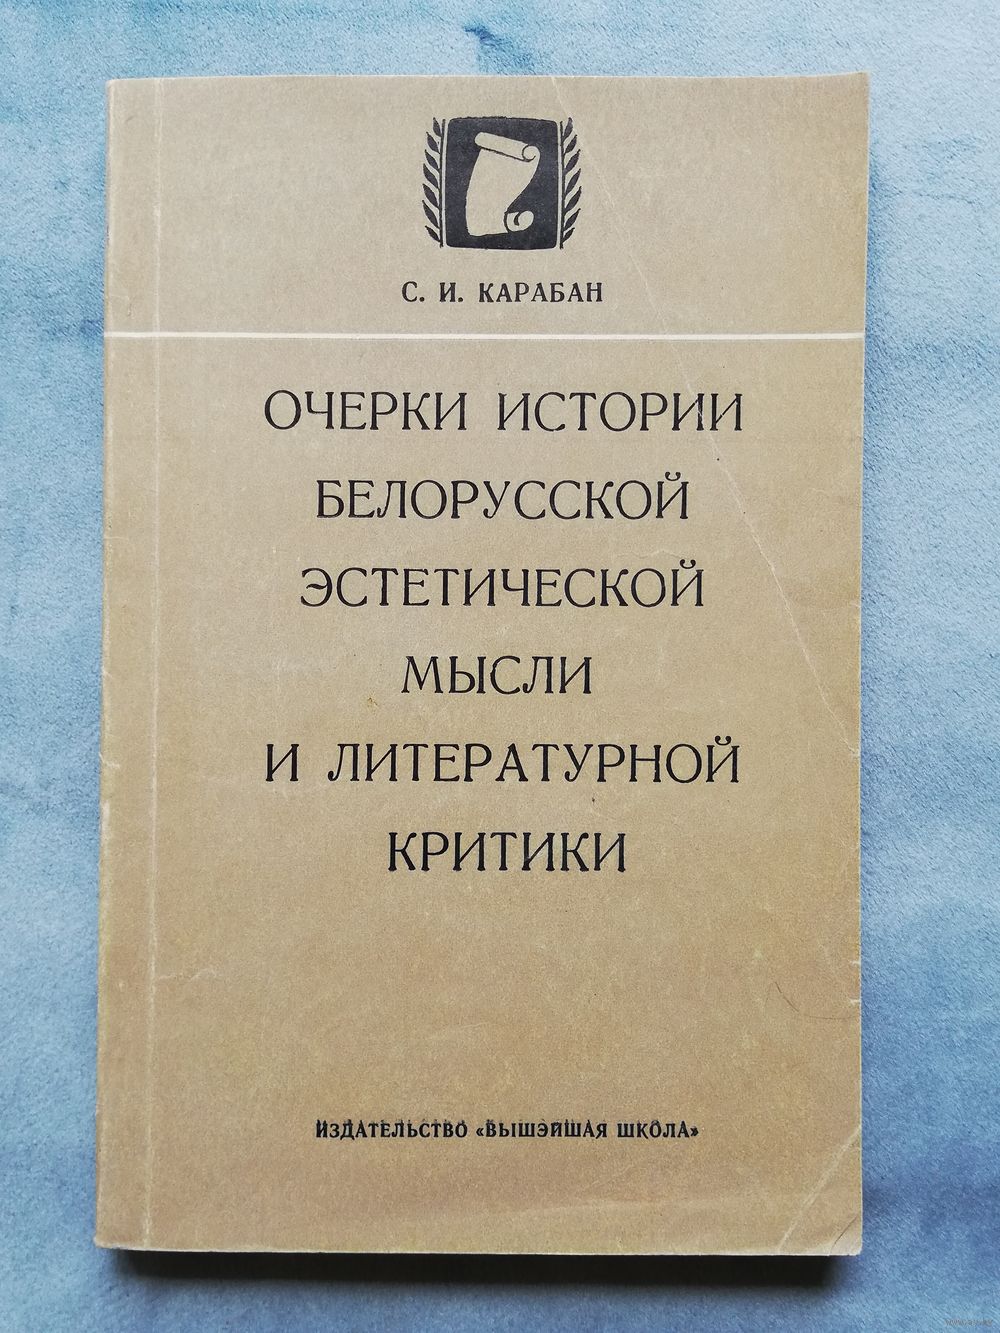 С. И. КАРАБАН
ОЧЕРКИ ИСТОРИИ
БЕЛОРУССКОЙ
ЭСТЕТИЧЕСКОЙ
МЫСЛИ
И ЛИТЕРАТУРНОЙ
КРИТИКИ
ИЗДАТЕЛЬСТВО «ВЫШЭЙШАЯ ШКОЛА»